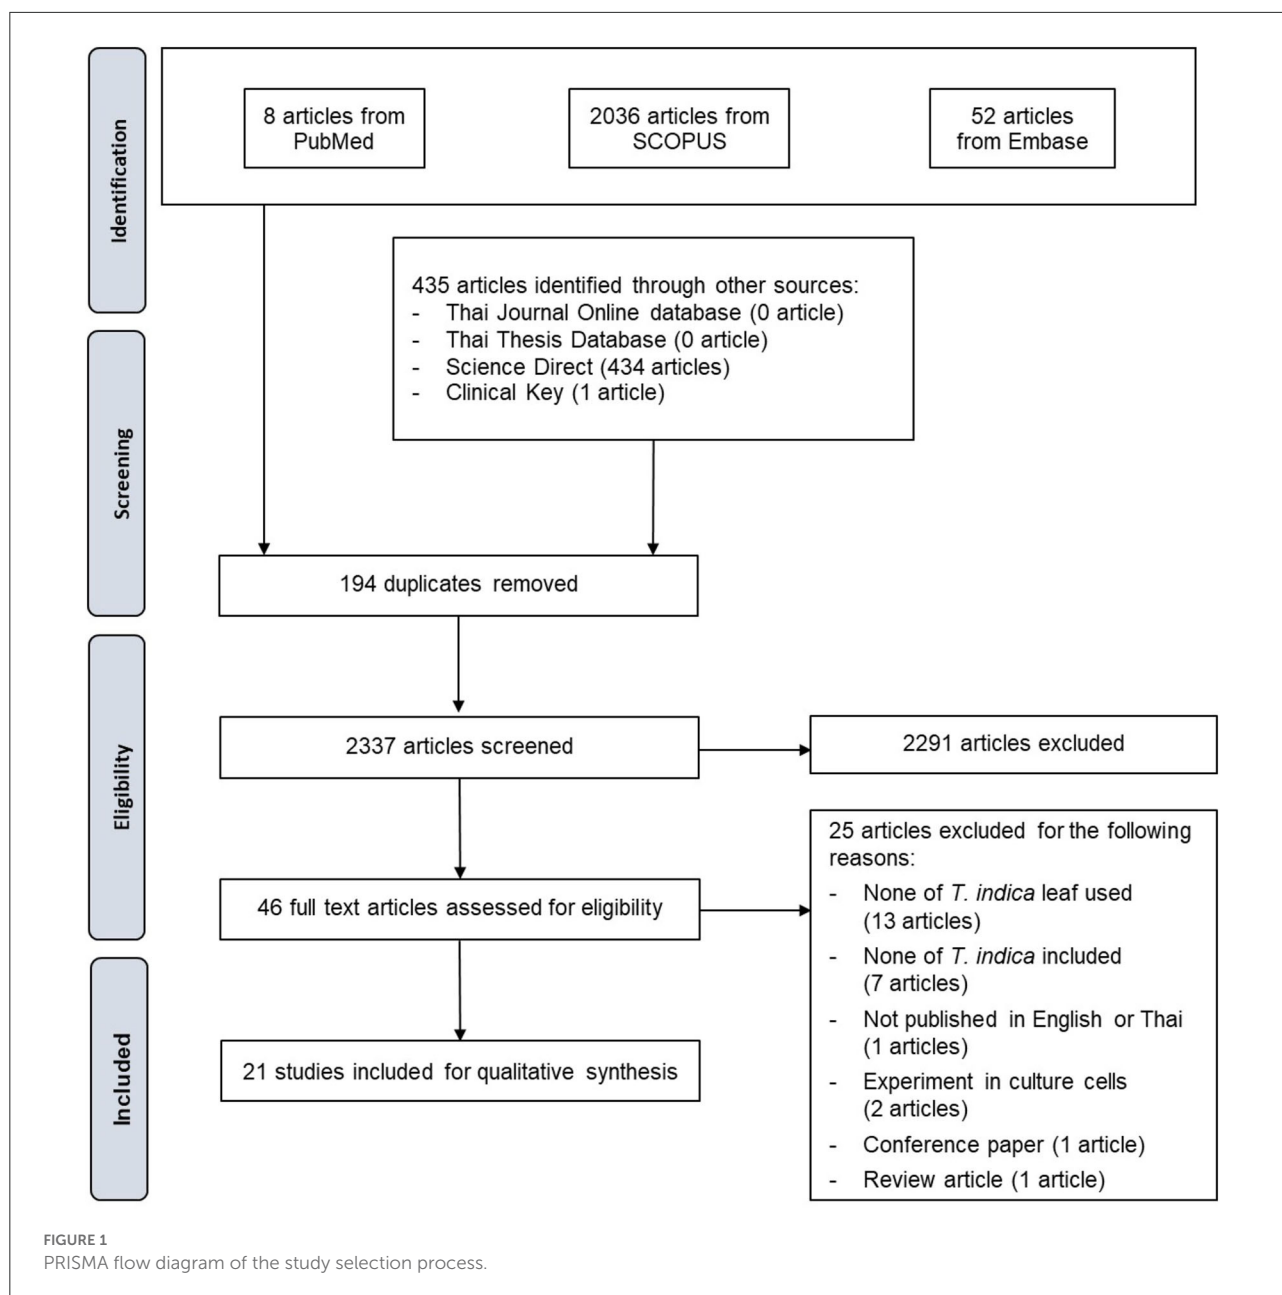 Identification
8 articles from
PubMed
2036 articles from
SCOPUS
52 articles
from Embase
435 articles identified through other sources:
- Thai Journal Online database (0 article)
- Thai Thesis Database (0 article)
- Science Direct (434 articles)
- Clinical Key (1 article)
Screening
194 duplicates removed
Eligibility
2337 articles screened
2291 articles excluded
46 full text articles assessed for eligibility
25 articles excluded for the following
reasons:
- None of T. indica leaf used
(13 articles)
- None of T. indica included
(7 articles)
- Not published in English or Thai
(1 articles)
- Experiment in culture cells
(2 articles)
- Conference paper (1 article)
- Review article (1 article)
Included
21 studies included for qualitative synthesis
FIGURE 1
PRISMA flow diagram of the study selection process.